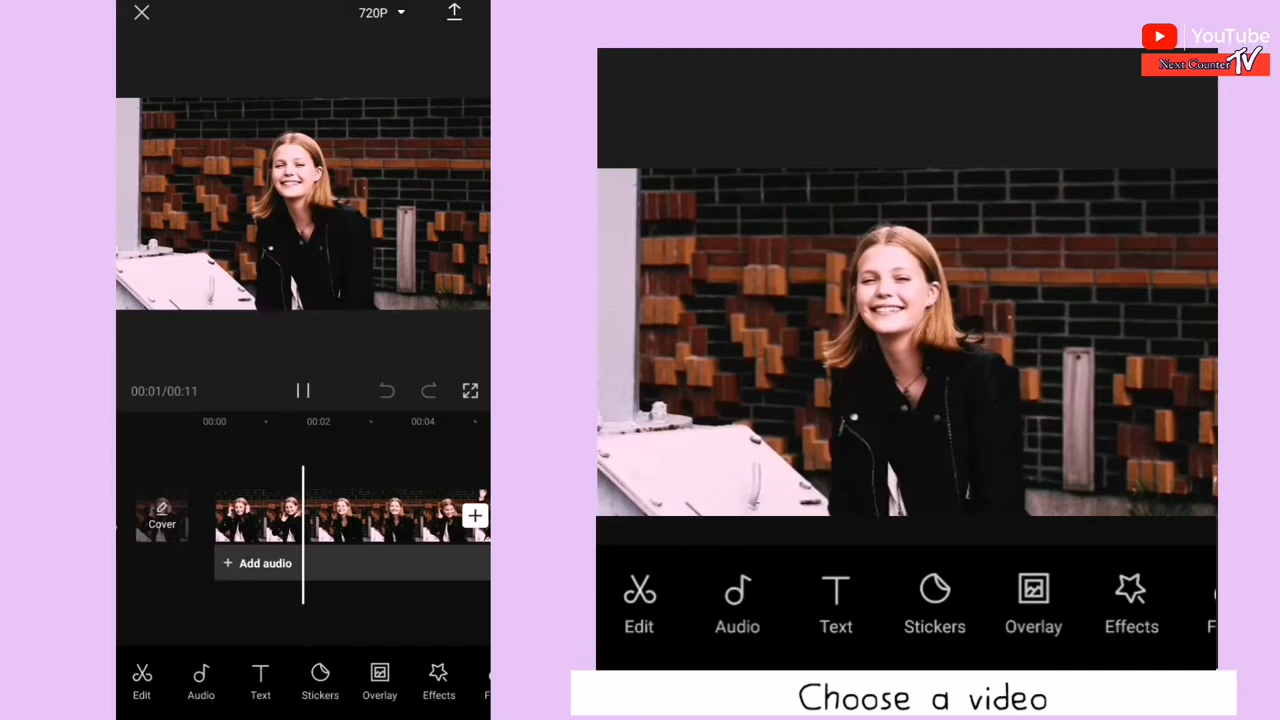 720P
00:01/00:11
00:00
00:02
00:04
Cover
+ Add audio
Edit
Audio
Text
Stickers
Overlay
Effects
F
YouTube
Next Counter TV
Edit
Audio
Text
Stickers
Overlay
Effects
F
Choose a video